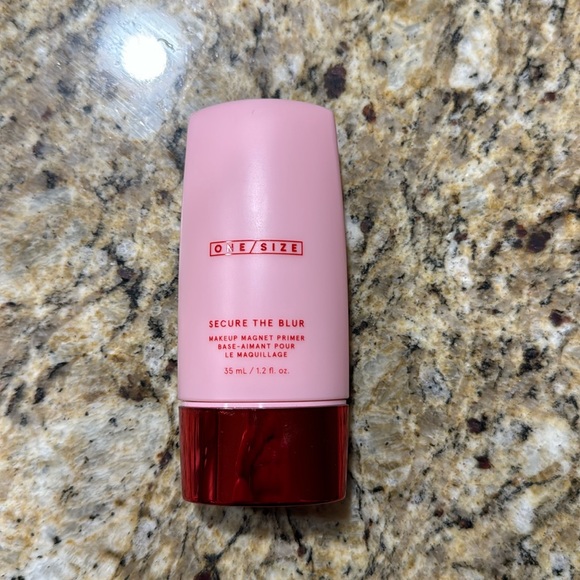 ONE/SIZE
SECURE THE BLUR
MAKEUP MAGNET PRIMER
BASE-AIMANT POUR
LE MAQUILLAGE
35 mL / 1.2 fl. oz.